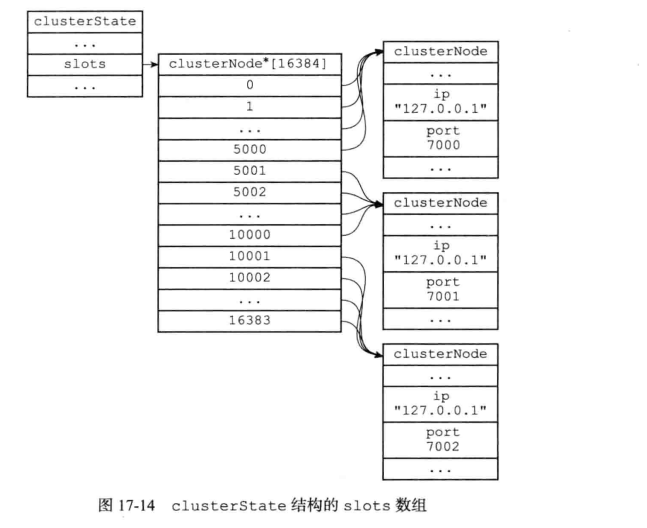 clusterState
...
slots
...
clusterNode*[16384]
0
1
...
5000
5001
5002
...
10000
10001
10002
...
16383
clusterNode
...
ip
"127.0.0.1"
port
7000
...
clusterNode
...
ip
"127.0.0.1"
port
7001
...
clusterNode
...
ip
"127.0.0.1"
port
7002
...
图 17-14 clusterState 结构的 slots 数组